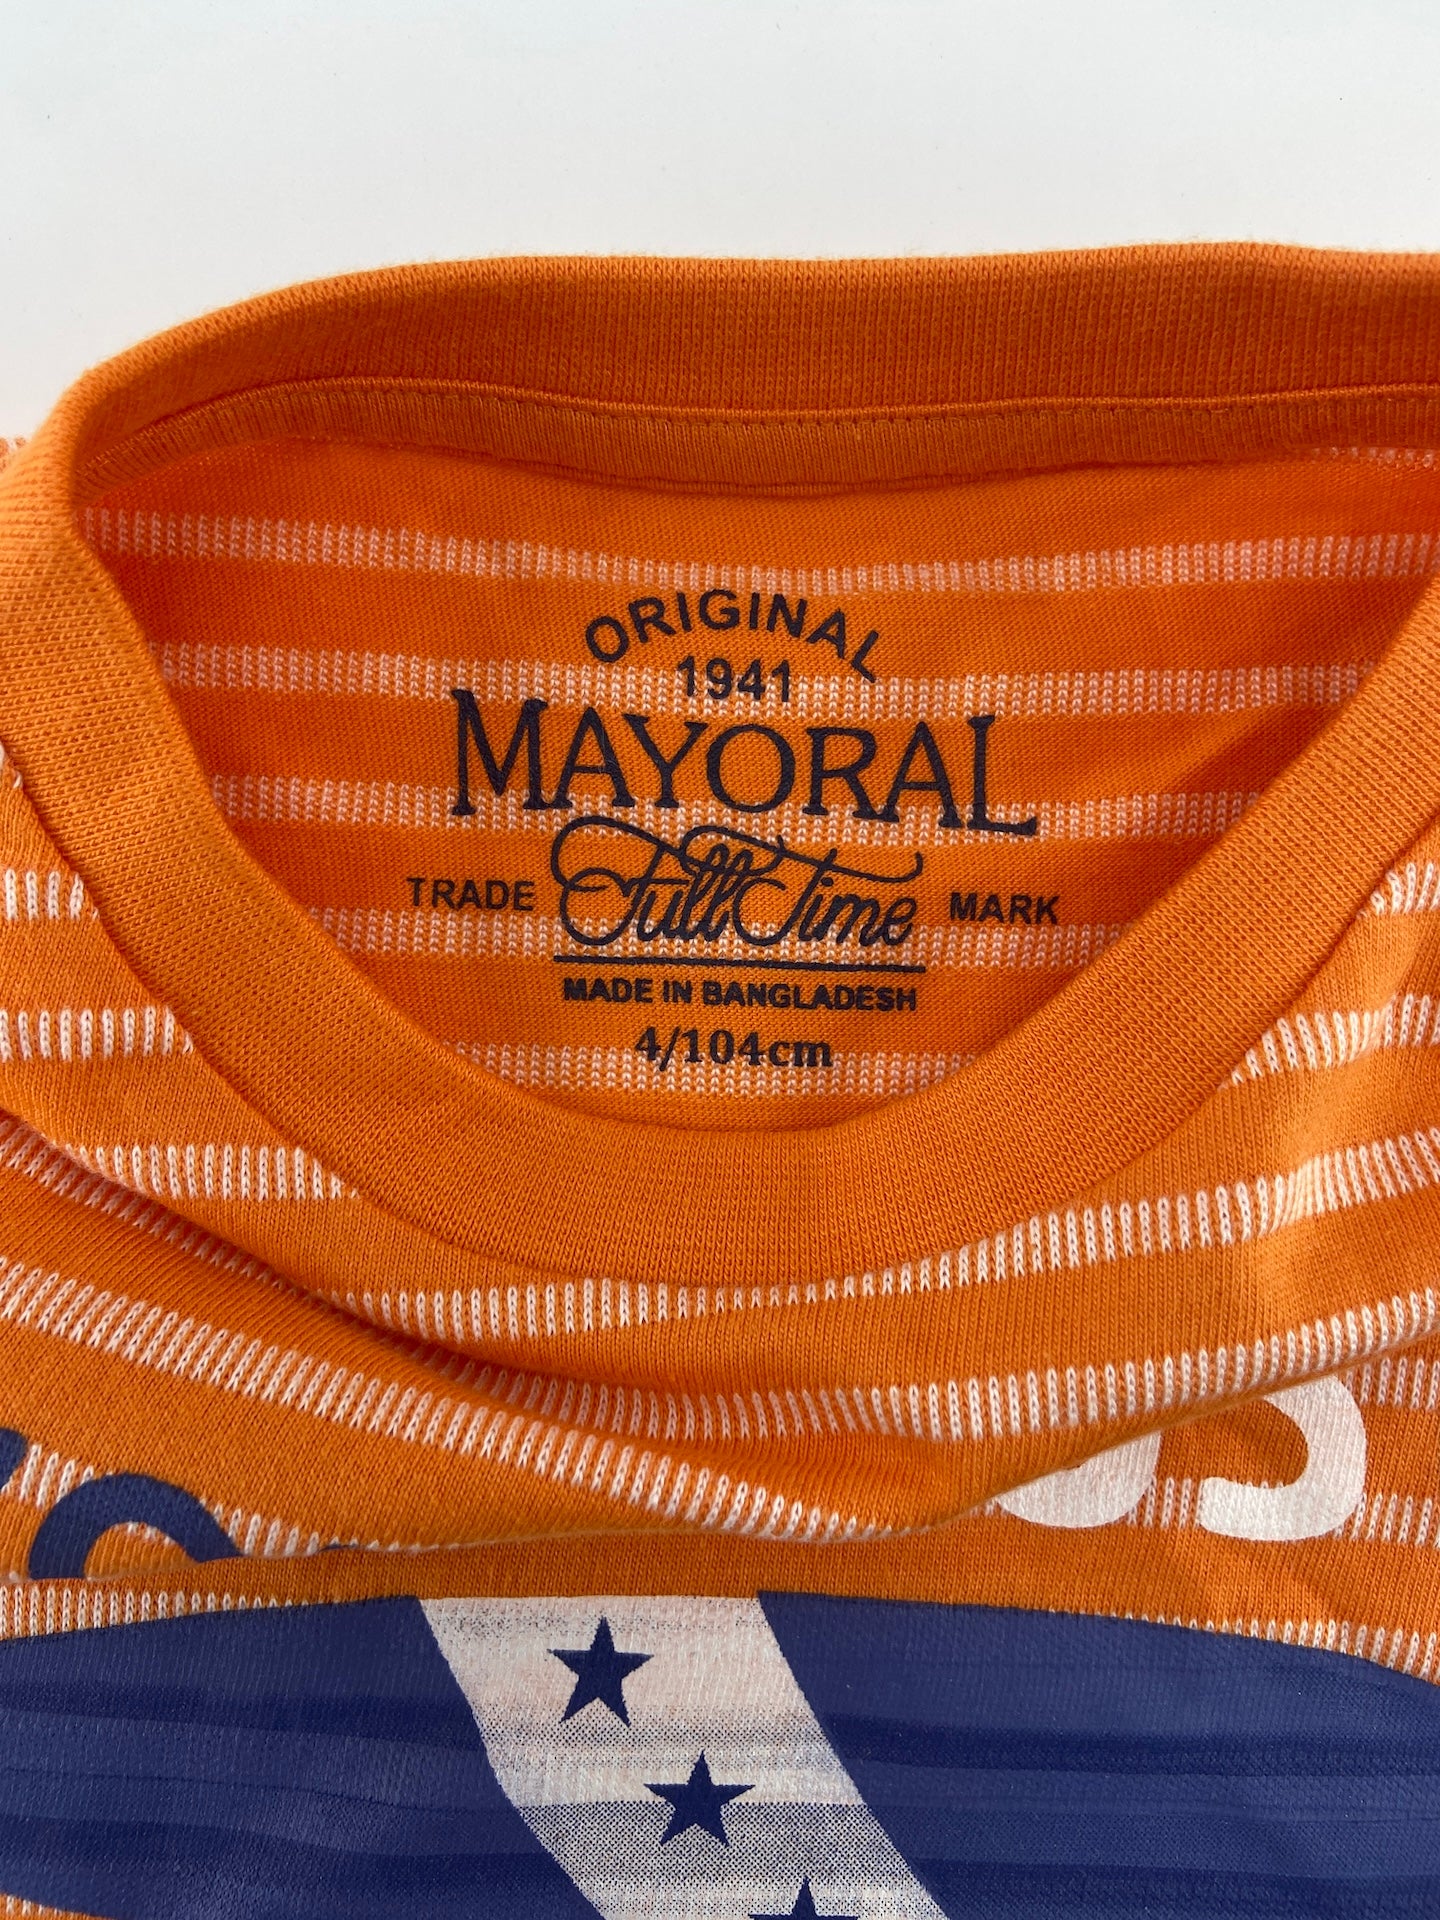 ORIGINAL
1941
MAYORAL
TRADE Full Time MARK
MADE IN BANGLADESH
4/104cm